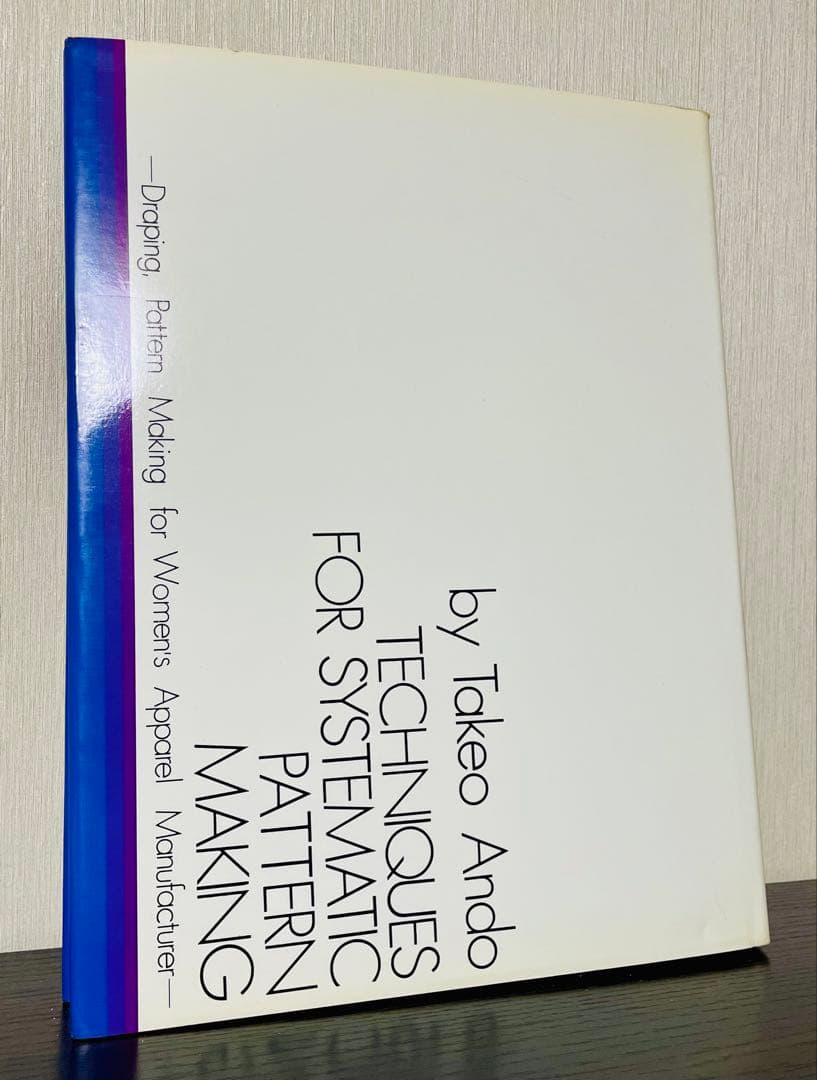 by Takeo Ando
TECHNIQUES
FOR SYSTEMATIC
PATTERN
MAKING
—Draping, Pattern Making for Women's Apparel Manufacturer—